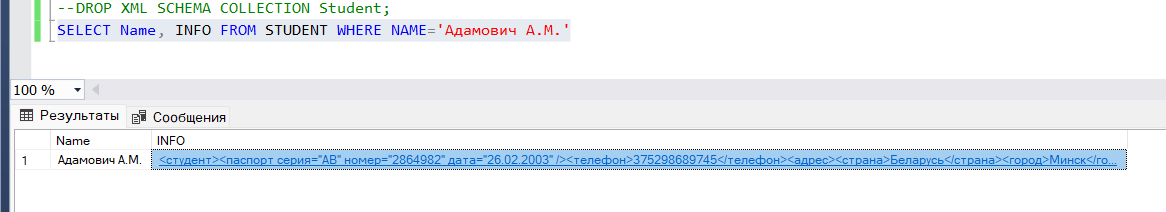 --DROP XML SCHEMA COLLECTION Student;
SELECT Name, INFO FROM STUDENT WHERE NAME='Адамович А.М.'
100 %
Результаты Сообщения
Name INFO
1 Адамович А.М. <студент><паспорт серия="АВ" номер="2864982" дата="26.02.2003" /><телефон>375298689745</телефон><адрес><страна>Беларусь</страна><город>Минск</го...